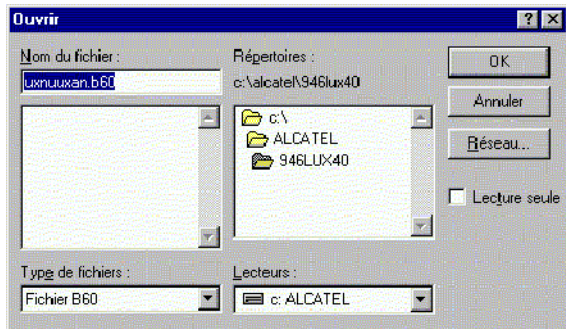 Ouvrir
Nom du fichier :
uxnuuxan.b60
Répertoires :
c:\alcatel\946lux40
c:\
ALCATEL
946LUX40
OK
Annuler
Réseau...
Lecture seule
Type de fichiers :
Fichier B60
Lecteurs :
c: ALCATEL